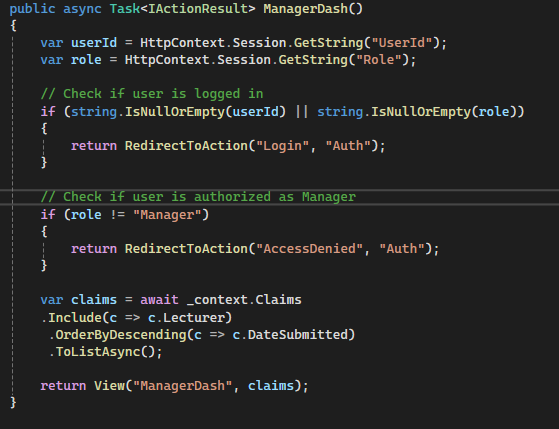 public async Task<IActionResult> ManagerDash()
{
    var userId = HttpContext.Session.GetString("UserId");
    var role = HttpContext.Session.GetString("Role");

    // Check if user is logged in
    if (string.IsNullOrEmpty(userId) || string.IsNullOrEmpty(role))
    {
        return RedirectToAction("Login", "Auth");
    }

    // Check if user is authorized as Manager
    if (role != "Manager")
    {
        return RedirectToAction("AccessDenied", "Auth");
    }

    var claims = await _context.Claims
    .Include(c => c.Lecturer)
     .OrderByDescending(c => c.DateSubmitted)
     .ToListAsync();

    return View("ManagerDash", claims);
}